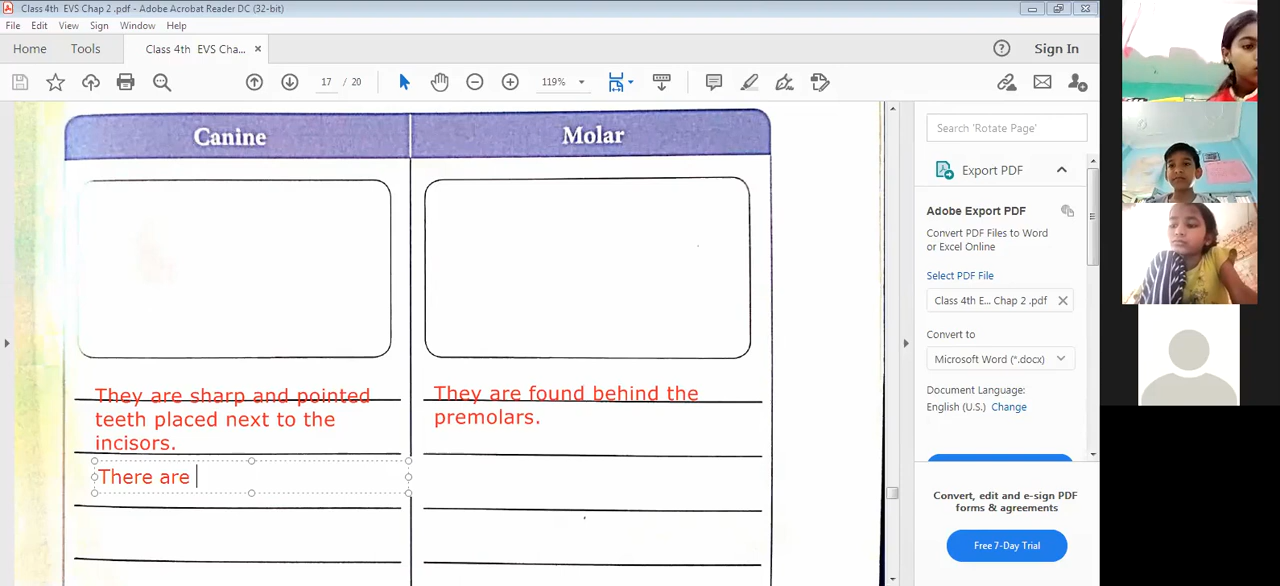 Class 4th EVS Chap 2 .pdf - Adobe Acrobat Reader DC (32-bit)
File Edit View Sign Window Help
Home Tools Class 4th EVS Cha... × Sign In
17 / 20 119%
Canine Molar
They are sharp and pointed
teeth placed next to the
incisors.
There are
They are found behind the
premolars.
Search 'Rotate Page'
Export PDF
Adobe Export PDF
Convert PDF Files to Word
or Excel Online
Select PDF File
Class 4th E... Chap 2 .pdf
Convert to
Microsoft Word (*.docx)
Document Language:
English (U.S.) Change
Convert, edit and e-sign PDF
forms & agreements
Free 7-Day Trial